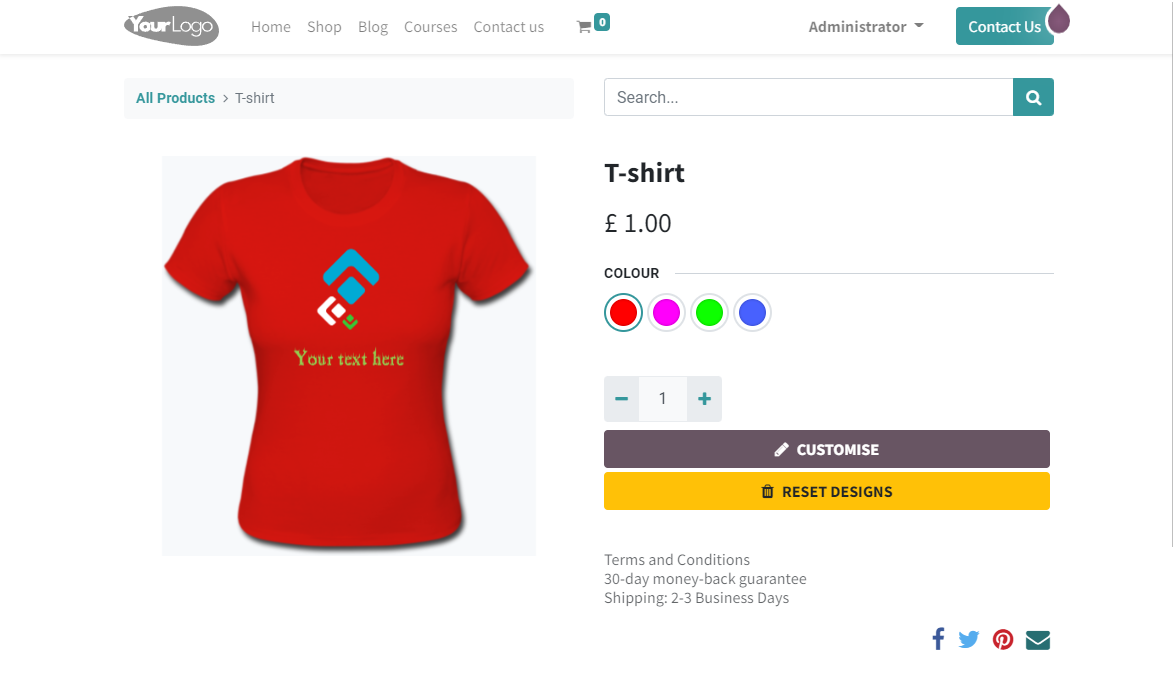 YourLogo
Home Shop Blog Courses Contact us 0 Administrator Contact Us
All Products > T-shirt
Search...
T-shirt
£ 1.00
COLOUR
Your text here
1
CUSTOMISE
RESET DESIGNS
Terms and Conditions
30-day money-back guarantee
Shipping: 2-3 Business Days